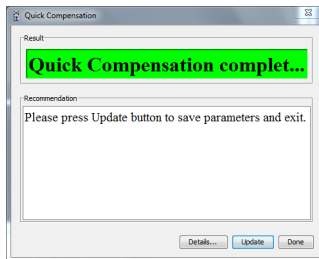 Quick Compensation
Result
Quick Compensation complet...
Recommendation
Please press Update button to save parameters and exit.
Details...
Update
Done